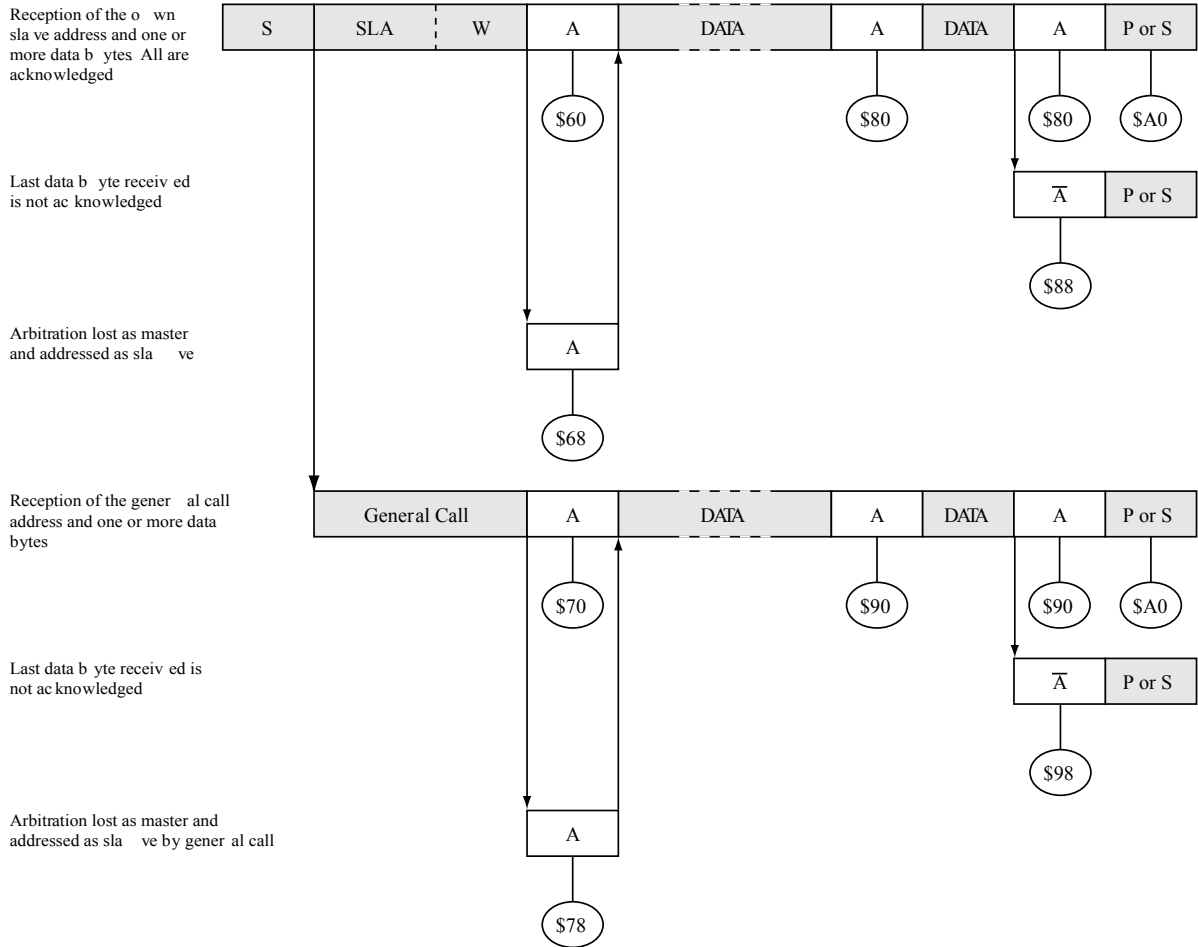 Reception of the o wn
sla ve address and one or
more data b ytes. All are
acknowledged
S SLA W A DATA A DATA A P or S
$60 $80 $80 $A0
Last data b yte receiv ed
is not ac knowledged
A P or S
$88
Arbitration lost as master
and addressed as sla ve
A
$68
Reception of the gener al call
address and one or more data
bytes
General Call A DATA A DATA A P or S
$70 $90 $90 $A0
Last data b yte receiv ed is
not ac knowledged
A P or S
$98
Arbitration lost as master and
addressed as sla ve by gener al call
A
$78